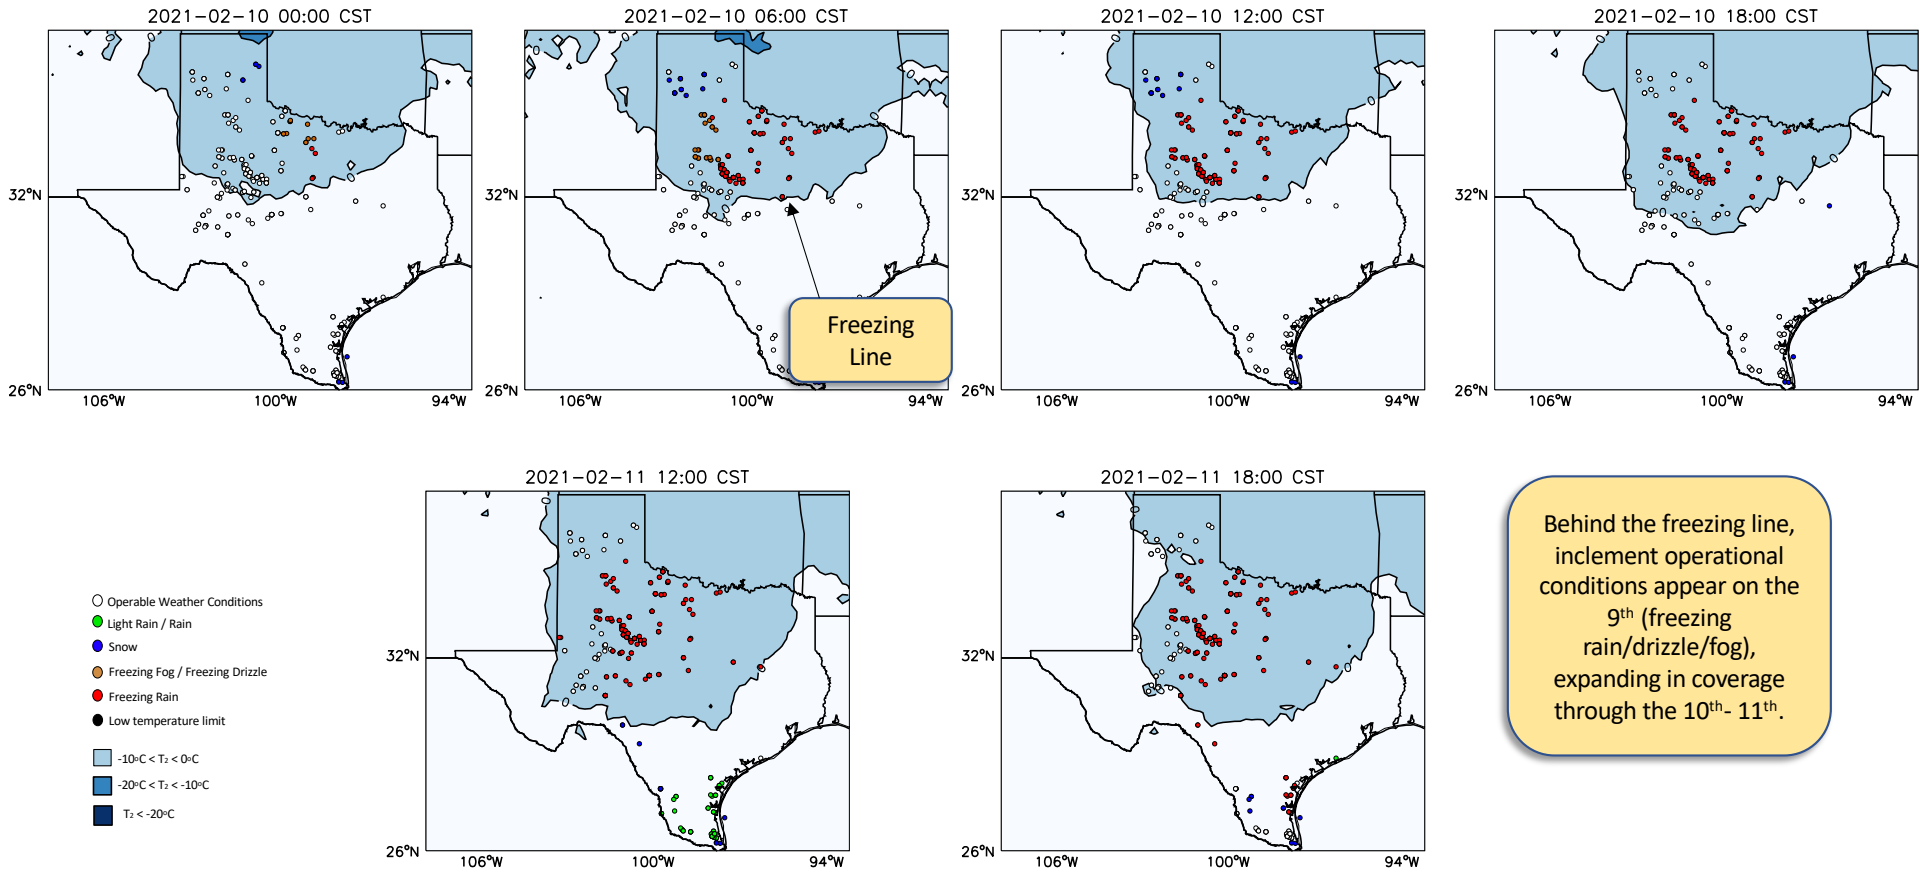 2021-02-10 00:00 CST
2021-02-10 06:00 CST
2021-02-10 12:00 CST
2021-02-10 18:00 CST
32°N
26°N
106°W
100°W
94°W
32°N
26°N
106°W
100°W
94°W
32°N
26°N
106°W
100°W
94°W
32°N
26°N
106°W
100°W
94°W
Freezing
Line
2021-02-11 12:00 CST
2021-02-11 18:00 CST
32°N
26°N
106°W
100°W
94°W
32°N
26°N
106°W
100°W
94°W
Operable Weather Conditions
Light Rain / Rain
Snow
Freezing Fog / Freezing Drizzle
Freezing Rain
Low temperature limit
-10°C < T₂ < 0°C
-20°C < T₂ < -10°C
T₂ < -20°C
Behind the freezing line,
inclement operational
conditions appear on the
9th (freezing
rain/drizzle/fog),
expanding in coverage
through the 10th- 11th.